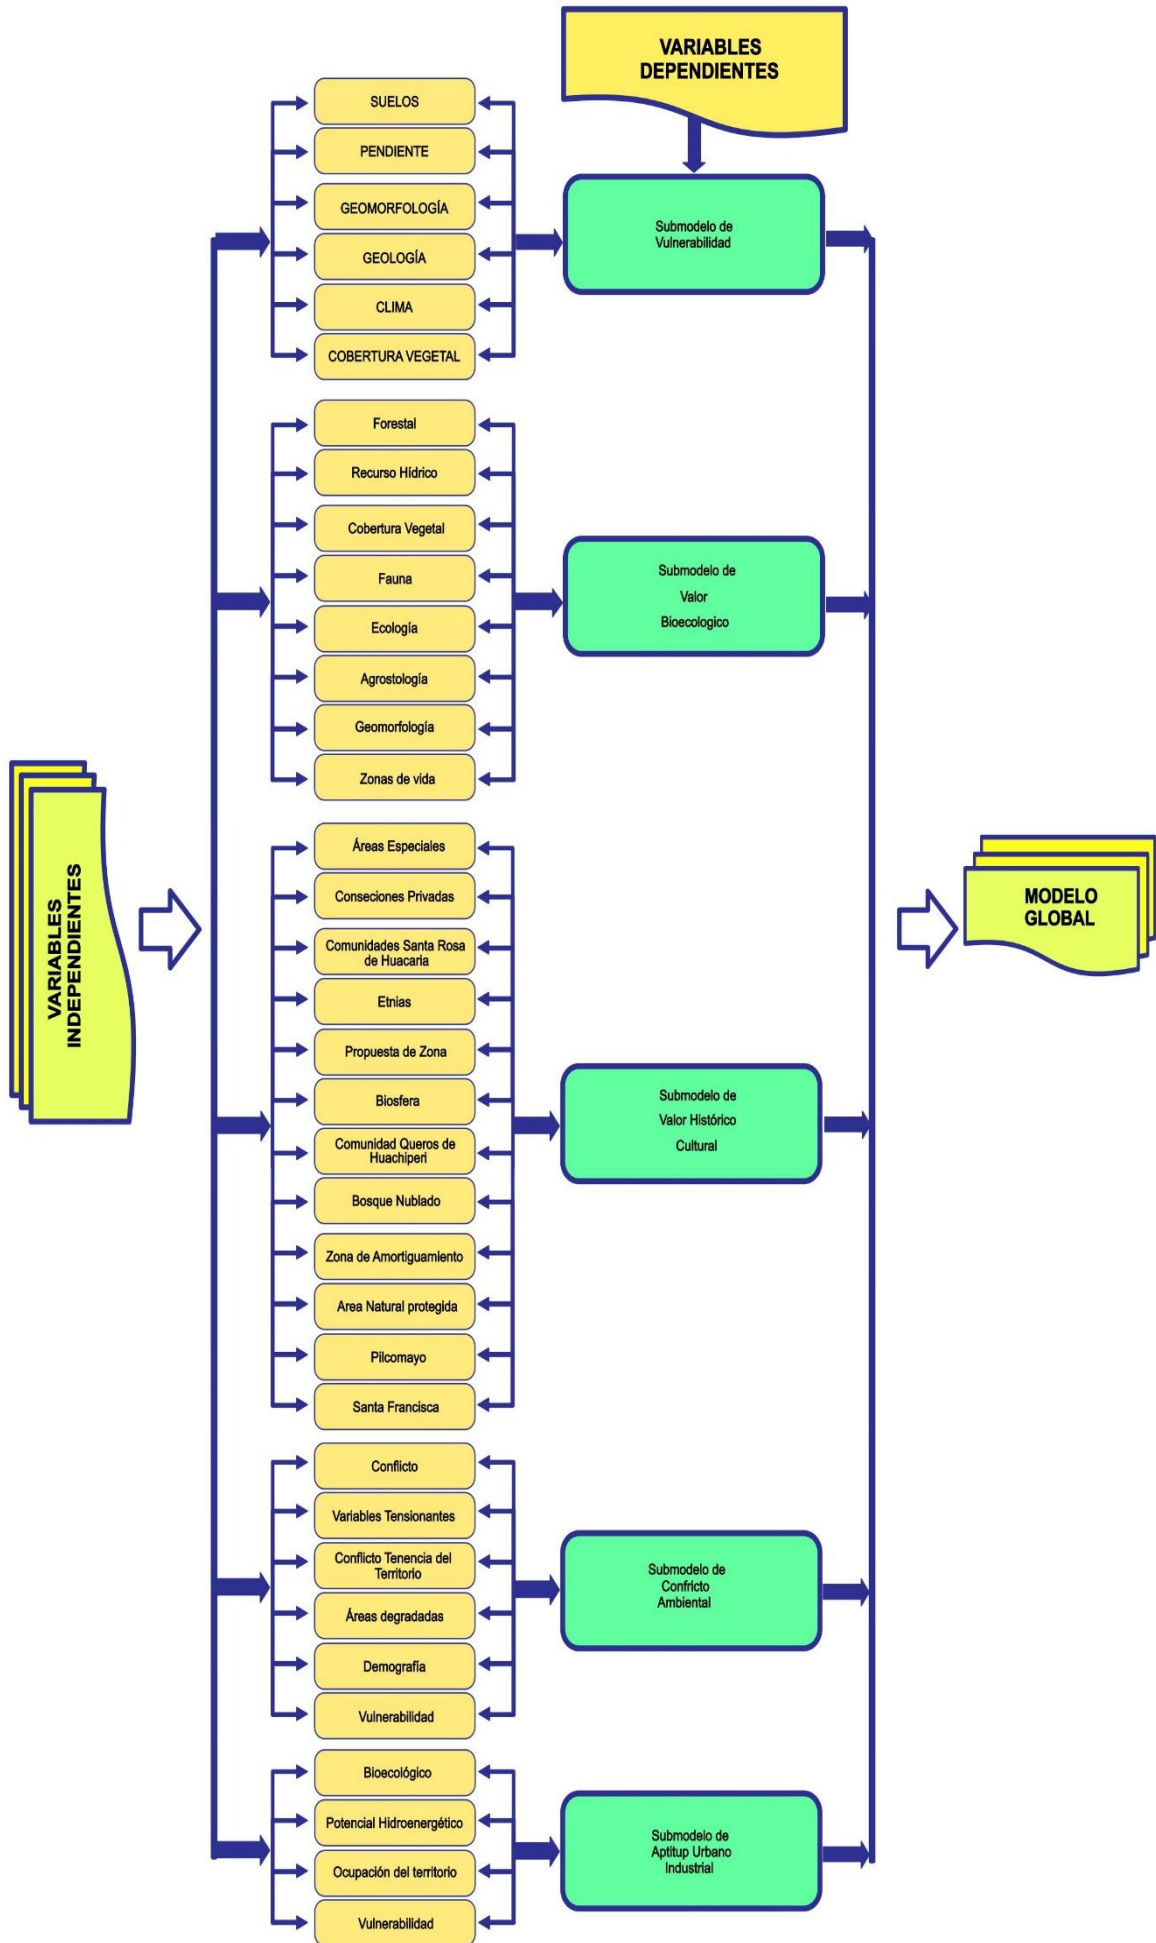 VARIABLES
DEPENDIENTES
SUELOS
PENDIENTE
GEOMORFOLOGÍA
GEOLOGÍA
CLIMA
COBERTURA VEGETAL
Submodelo de
Vulnerabilidad
Forestal
Recurso Hídrico
Cobertura Vegetal
Fauna
Ecología
Agrostología
Geomorfología
Zonas de vida
Submodelo de
Valor
Bioecologico
VARIABLES
INDEPENDIENTES
Áreas Especiales
Conseciones Privadas
Comunidades Santa Rosa
de Huacaria
Etnias
Propuesta de Zona
Biosfera
Comunidad Queros de
Huachiperi
Bosque Nublado
Zona de Amortiguamiento
Area Natural protegida
Pilcomayo
Santa Francisca
Submodelo de
Valor Histórico
Cultural
MODELO
GLOBAL
Conflicto
Variables Tensionantes
Conflicto Tenencia del
Territorio
Áreas degradadas
Demografía
Vulnerabilidad
Submodelo de
Confricto
Ambiental
Bioecológico
Potencial Hidroenergético
Ocupación del territorio
Vulnerabilidad
Submodelo de
Aptitup Urbano
Industrial